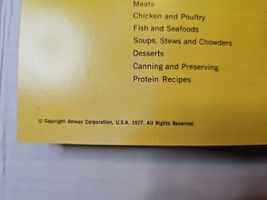 Meats
Chicken and Poultry
Fish and Seafoods
Soups, Stews and Chowders
Desserts
Canning and Preserving
Protein Recipes
© Copyright Amway Corporation, U.S.A. 1977. All Rights Reserved.